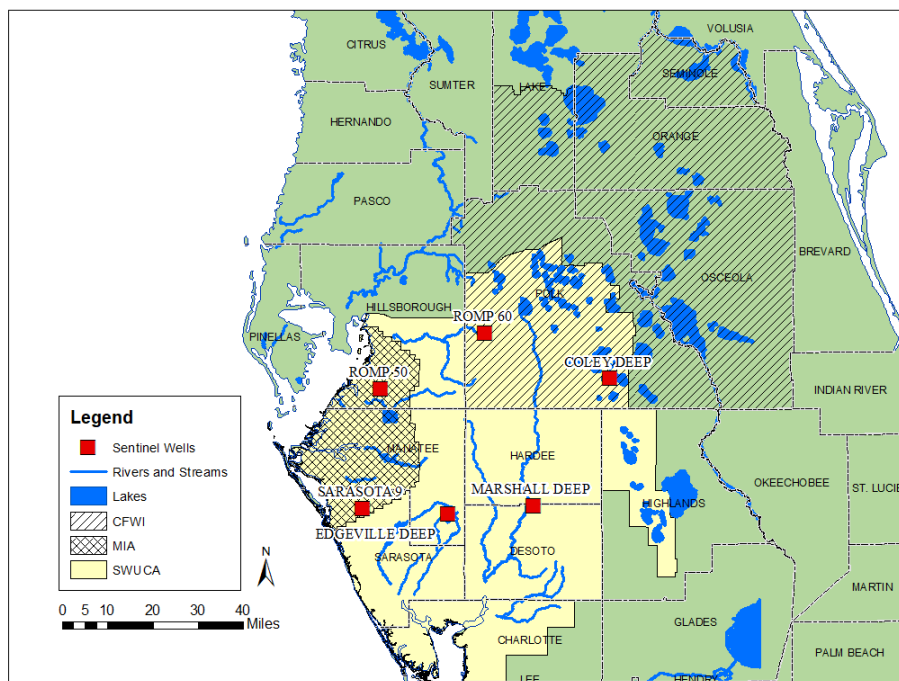 VOLUSIA
CITRUS
SEMINOLE
SUMTER
LAKE
HERNANDO
ORANGE
PASCO
BREVARD
OSCEOLA
POLK
HILLSBOROUGH
ROMP 60
PINELLAS
COLEY DEEP
ROMP 50
INDIAN RIVER
Legend
Sentinel Wells
Rivers and Streams
Lakes
CFWI
MIA
SWUCA
MANATEE
HARDEE
OKEECHOBEE
ST. LUCIE
SARASOTA 9
MARSHALL DEEP
HIGHLANDS
EDGEVILLE DEEP
SARASOTA
DESOTO
N
MARTIN
0 5 10 20 30 40
Miles
GLADES
CHARLOTTE
PALM BEACH
LEE
HENDRY